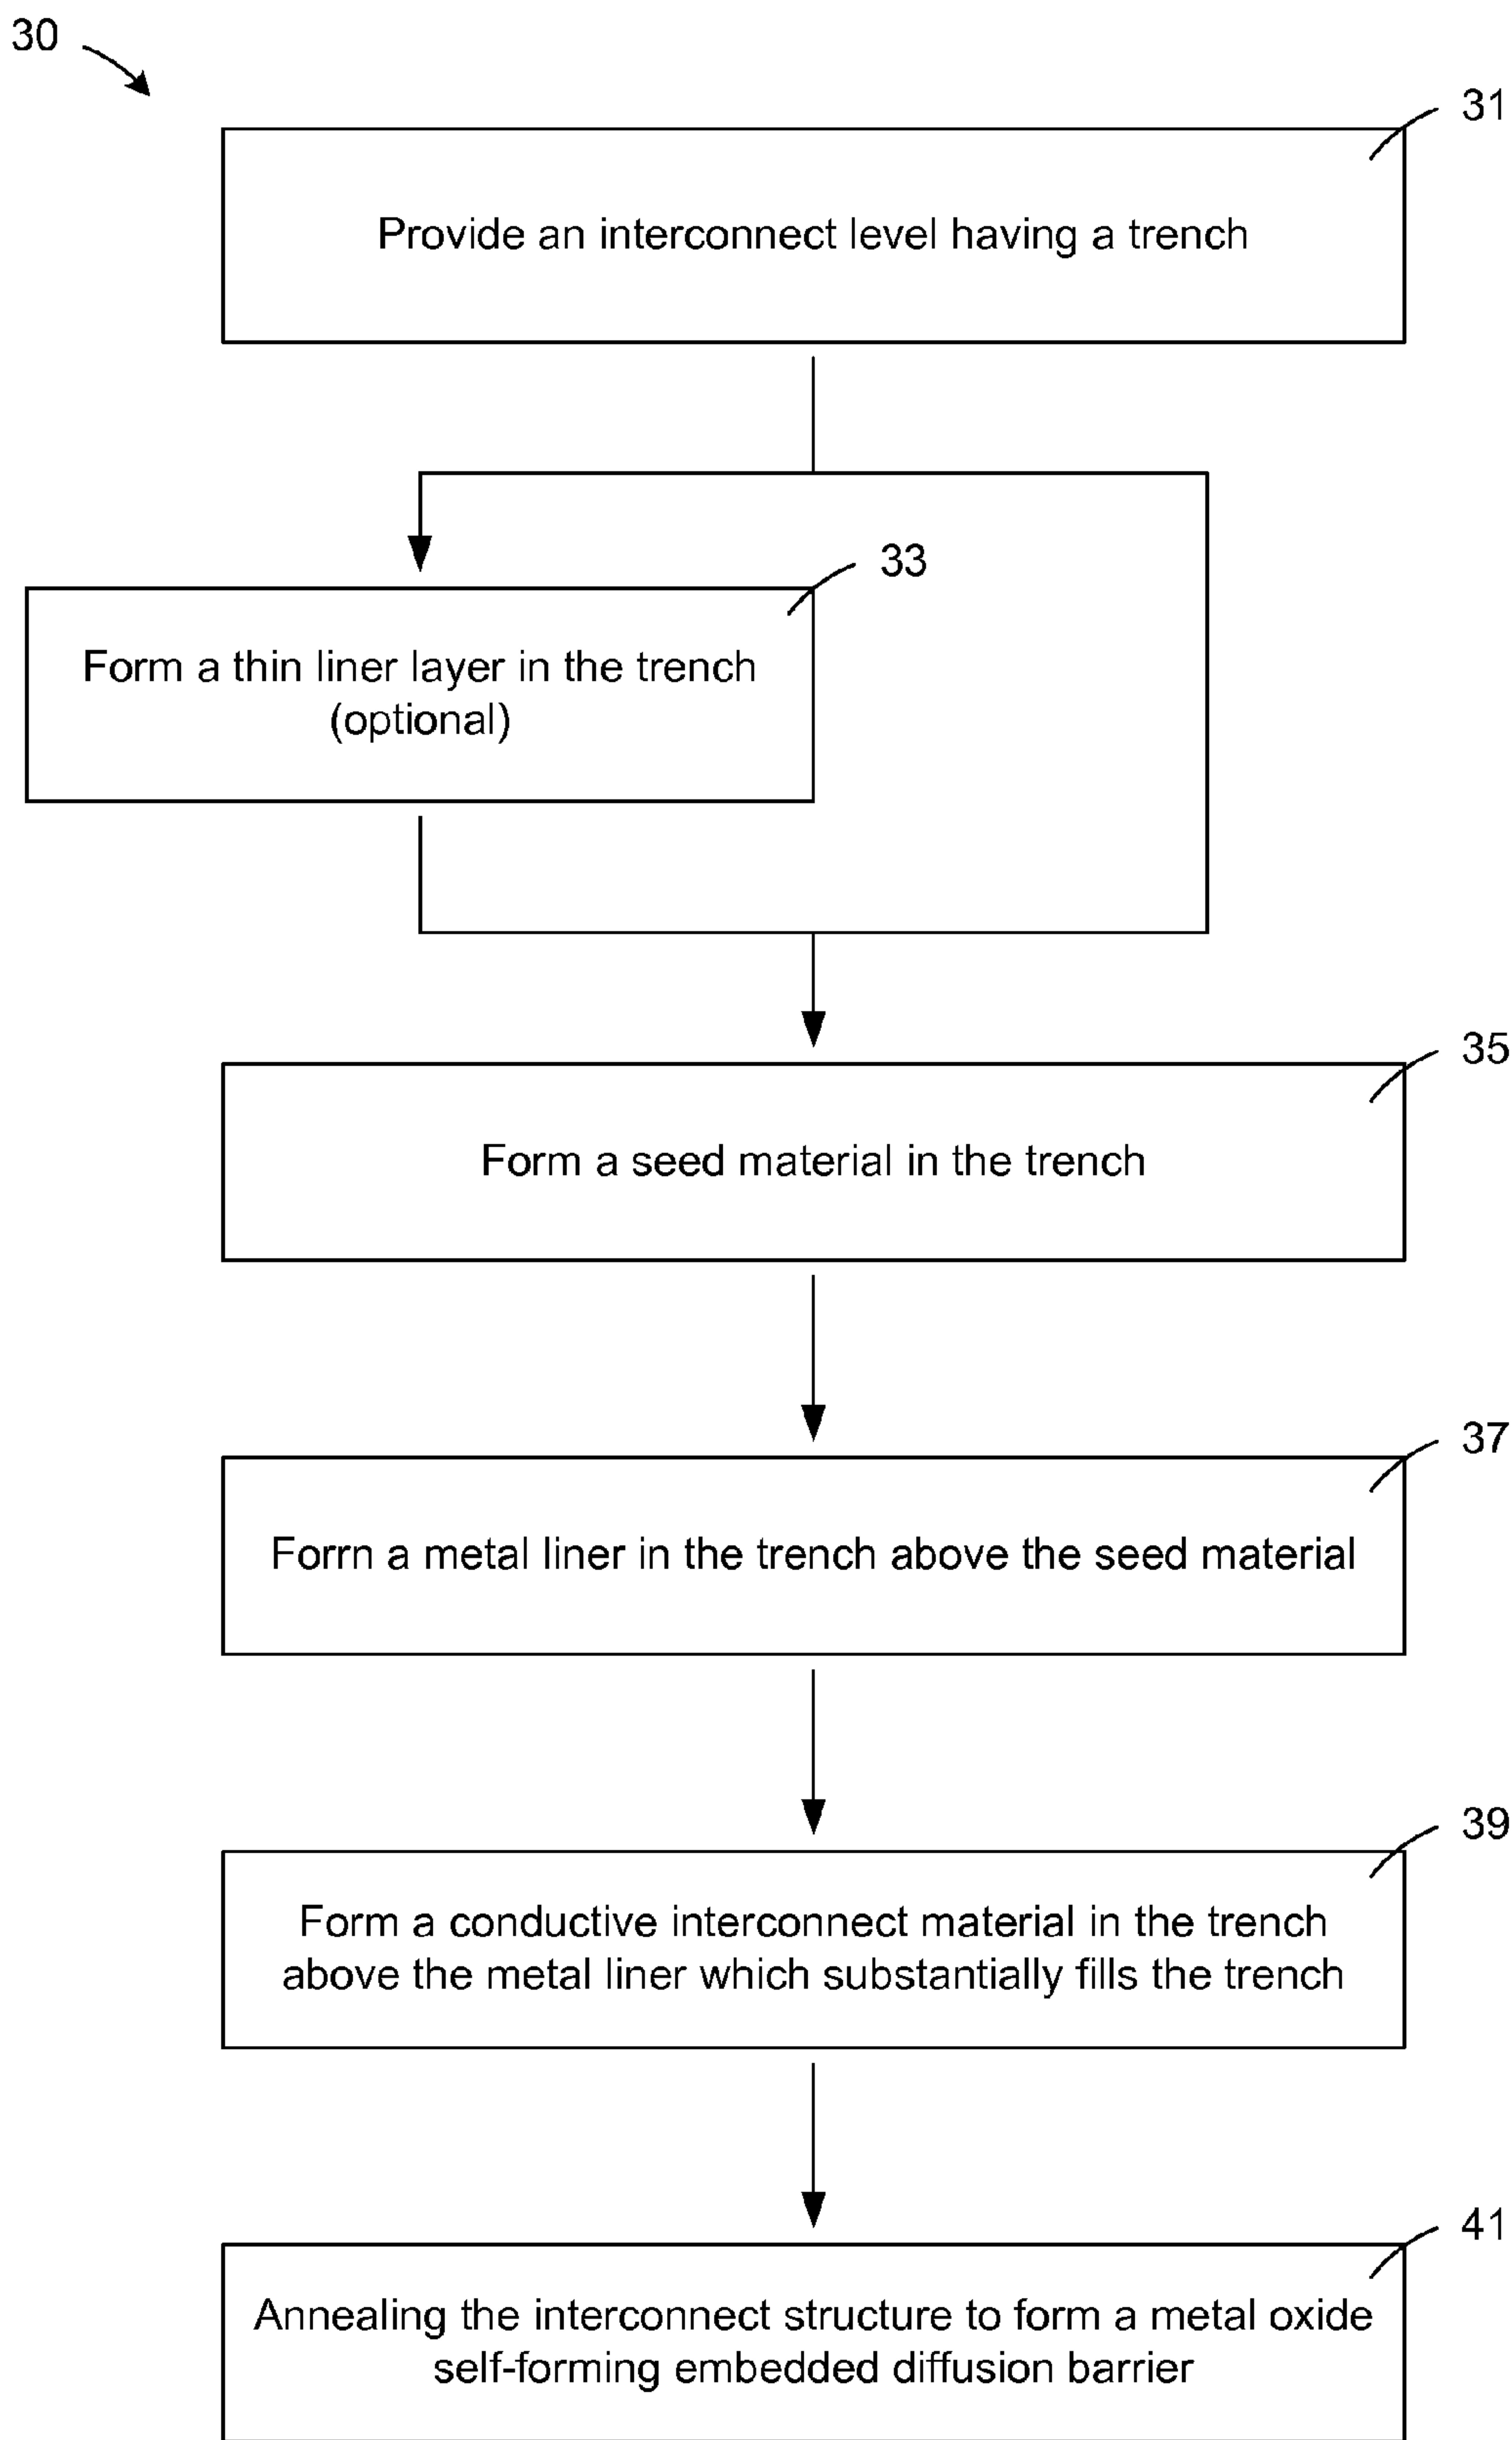 30
31
Provide an interconnect level having a trench
33
Form a thin liner layer in the trench
(optional)
35
Form a seed material in the trench
37
Form a metal liner in the trench above the seed material
39
Form a conductive interconnect material in the trench
above the metal liner which substantially fills the trench
41
Annealing the interconnect structure to form a metal oxide
self-forming embedded diffusion barrier